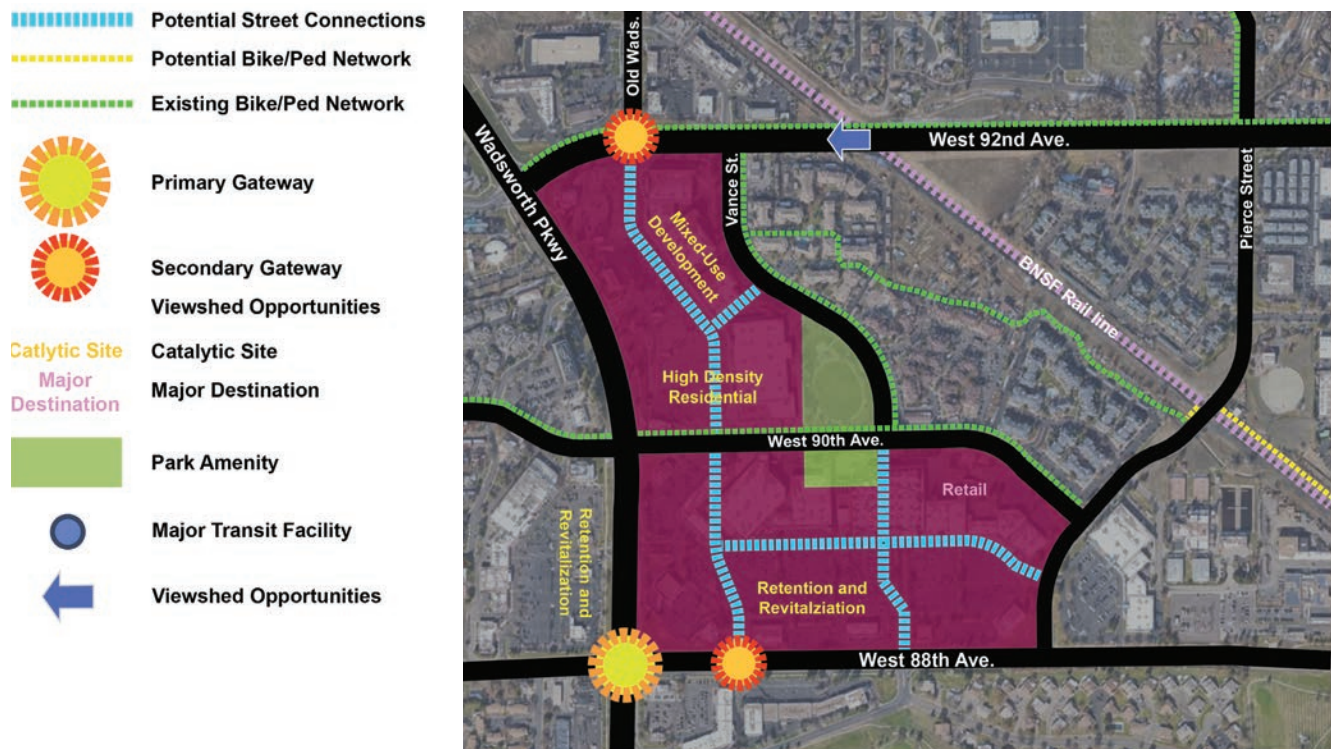 Potential Street Connections
Potential Bike/Ped Network
Existing Bike/Ped Network
Primary Gateway
Secondary Gateway
Viewshed Opportunities
Catlytic Site
Catalytic Site
Major
Destination
Major Destination
Park Amenity
Major Transit Facility
Viewshed Opportunities
Old Wads.
West 92nd Ave.
Wadsworth Pkwy
Vance St.
Pierce Street
Mixed-Use
Development
BNSF Rail line
High Density
Residential
West 90th Ave.
Retail
Retention and
Revitalization
Retention and
Revitalziation
West 88th Ave.